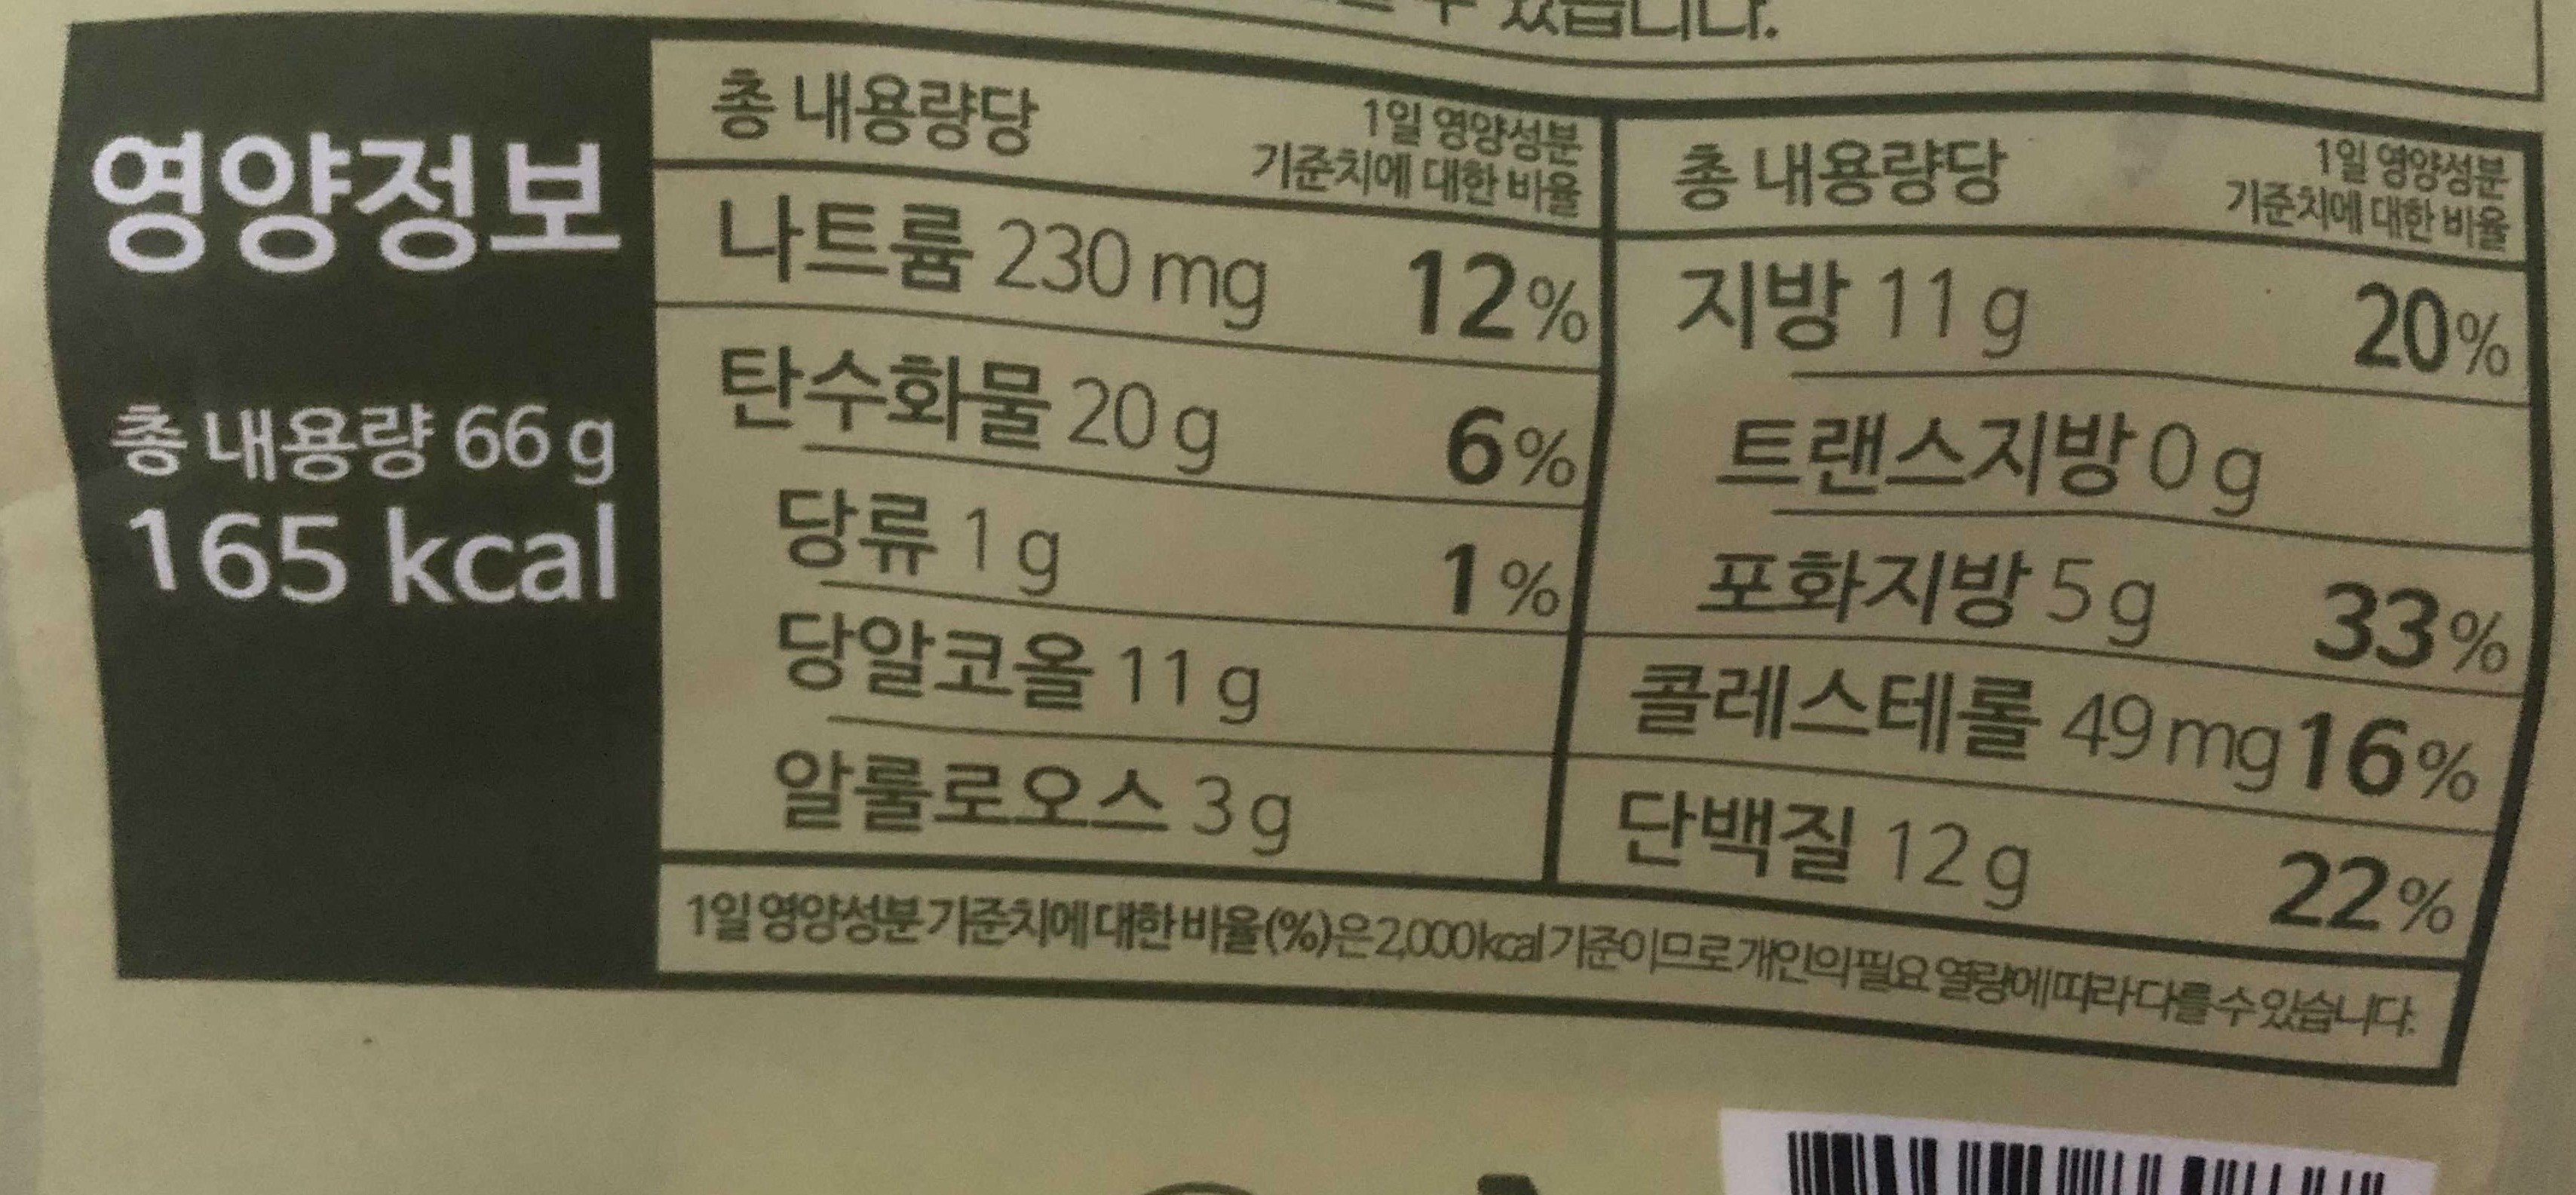 수 있습니다.
영양정보
총 내용량 66 g
165 kcal
총 내용량당 1일 영양성분
기준치에 대한 비율
나트륨 230 mg 12%
탄수화물 20 g 6%
당류 1 g 1%
당알코올 11 g
알룰로오스 3 g
총 내용량당 1일 영양성분
기준치에 대한 비율
지방 11 g 20%
트랜스지방 0 g
포화지방 5 g 33%
콜레스테롤 49 mg 16%
단백질 12 g 22%
1일 영양성분 기준치에 대한 비율(%)은 2,000 kcal 기준이므로 개인의 필요 열량에 따라 다를 수 있습니다.